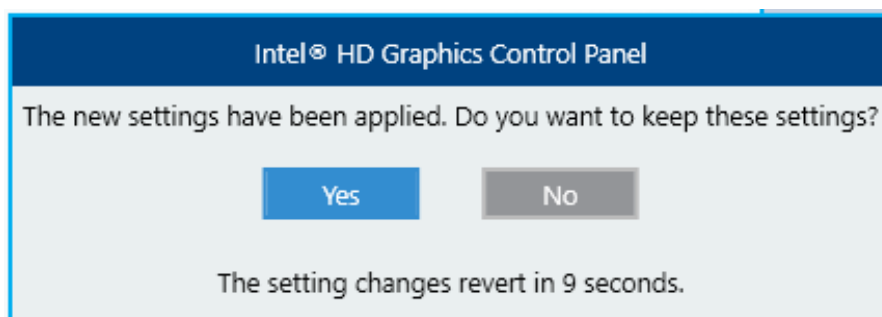 Intel® HD Graphics Control Panel
The new settings have been applied. Do you want to keep these settings?
Yes
No
The setting changes revert in 9 seconds.